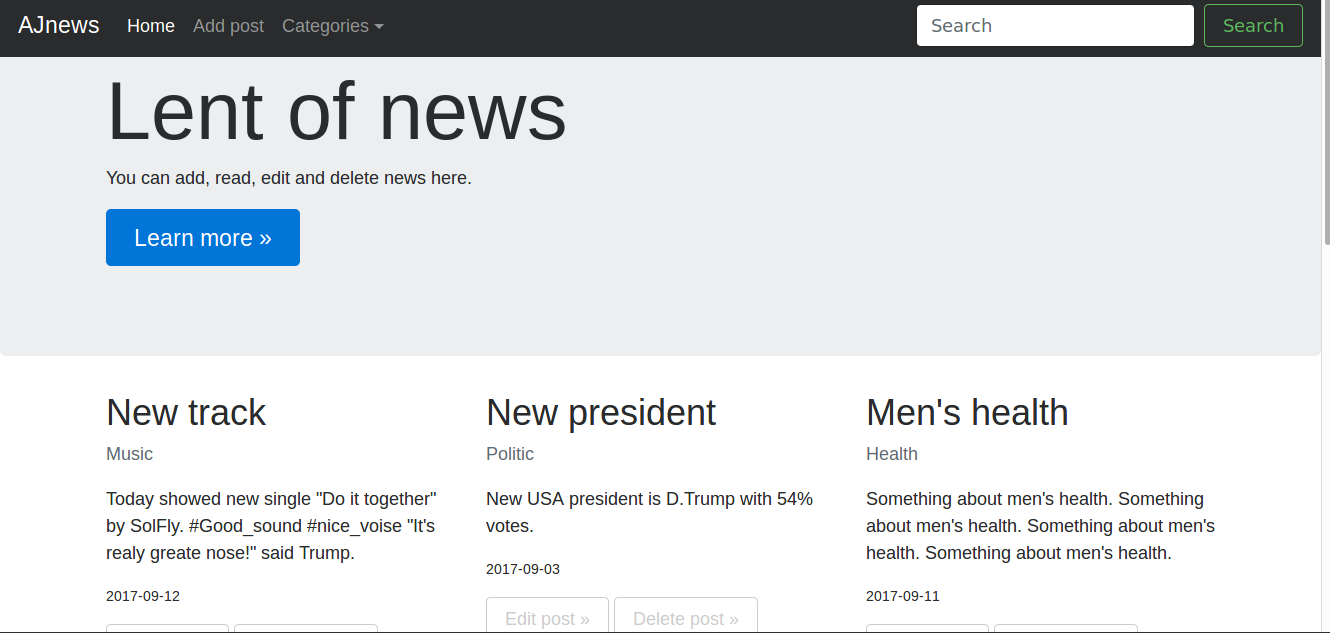 AJnews Home Add post Categories Search Search
Lent of news
You can add, read, edit and delete news here.
Learn more »
New track
Music
Today showed new single "Do it together"
by SolFly. #Good_sound #nice_voise "It's
realy greate nose!" said Trump.
2017-09-12
New president
Politic
New USA president is D.Trump with 54%
votes.
2017-09-03
Edit post » Delete post »
Men's health
Health
Something about men's health. Something
about men's health. Something about men's
health. Something about men's health.
2017-09-11